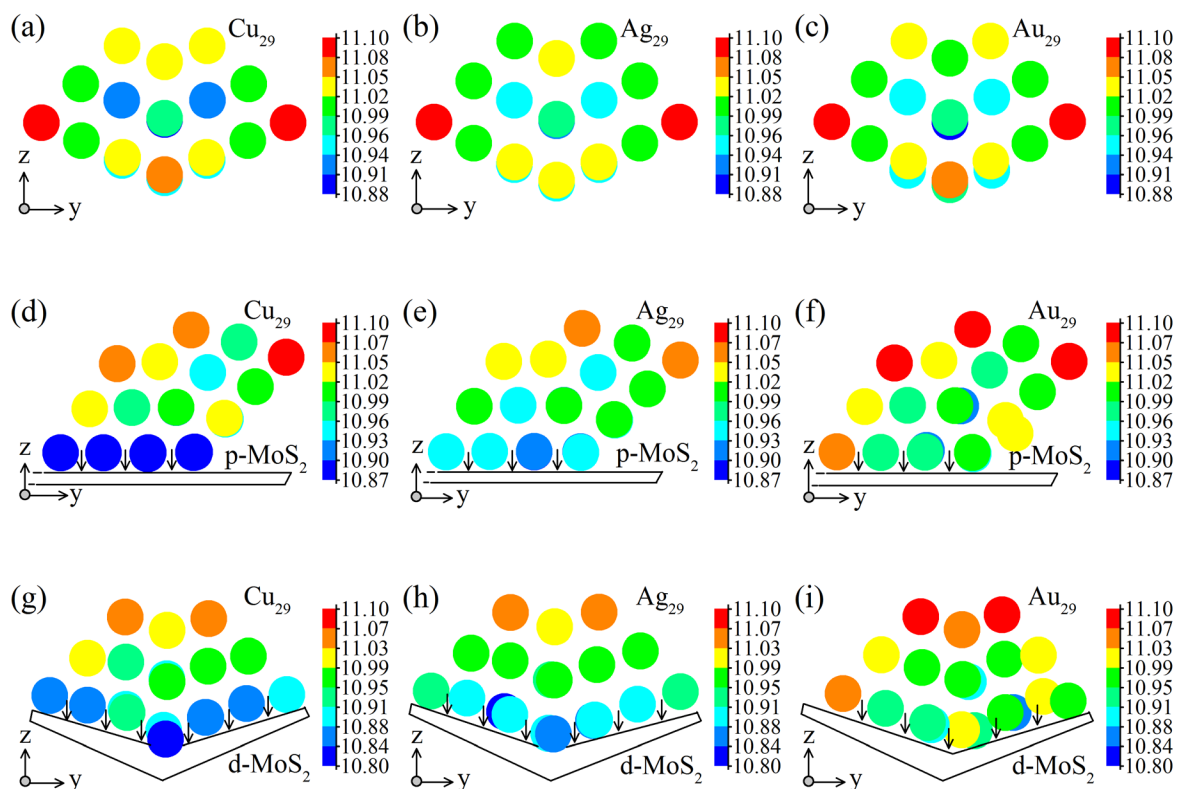 (a) Cu29
11.10
11.08
11.05
11.02
10.99
10.96
10.94
10.91
10.88
z
y
(b) Ag29
11.10
11.08
11.05
11.02
10.99
10.96
10.94
10.91
10.88
z
y
(c) Au29
11.10
11.08
11.05
11.02
10.99
10.96
10.94
10.91
10.88
z
y
(d) Cu29
11.10
11.07
11.05
11.02
10.99
10.96
10.93
10.90
10.87
p-MoS2
z
y
(e) Ag29
11.10
11.07
11.05
11.02
10.99
10.96
10.93
10.90
10.87
p-MoS2
z
y
(f) Au29
11.10
11.07
11.05
11.02
10.99
10.96
10.93
10.90
10.87
p-MoS2
z
y
(g) Cu29
11.10
11.07
11.03
10.99
10.95
10.91
10.88
10.84
10.80
d-MoS2
z
y
(h) Ag29
11.10
11.07
11.03
10.99
10.95
10.91
10.88
10.84
10.80
d-MoS2
z
y
(i) Au29
11.10
11.07
11.03
10.99
10.95
10.91
10.88
10.84
10.80
d-MoS2
z
y